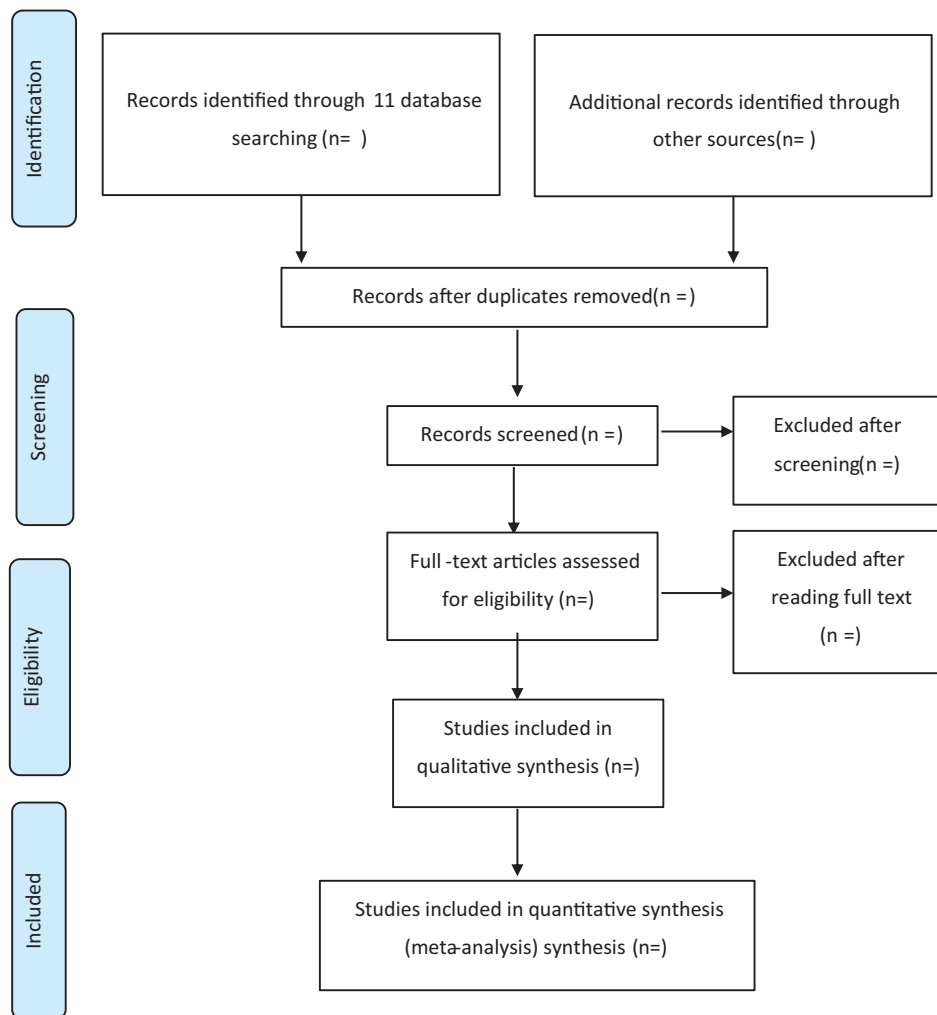 Identification
Records identified through 11 database
searching (n= )
Additional records identified through
other sources(n= )
Records after duplicates removed(n =)
Screening
Records screened (n =)
Excluded after
screening(n =)
Eligibility
Full -text articles assessed
for eligibility (n=)
Excluded after
reading full text
(n =)
Studies included in
qualitative synthesis (n=)
Included
Studies included in quantitative synthesis
(meta-analysis) synthesis (n=)